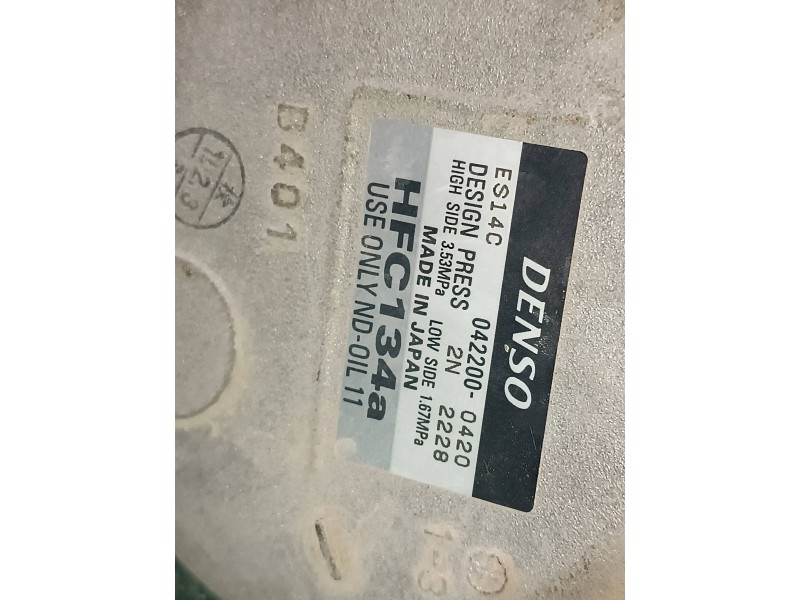 DENSO
ES14C 042200-0420
DESIGN PRESS 2N 2228
HIGH SIDE 3.53MPa LOW SIDE 1.67MPa
MADE IN JAPAN
HFC134a
USE ONLY ND-OIL 11
B401